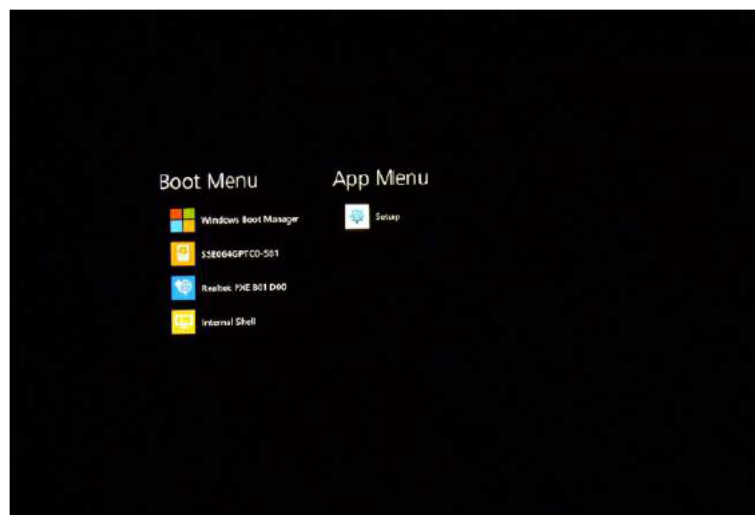 Boot Menu
Windows Boot Manager
Realtek PXE B01 D00
Internal Shell
App Menu
Setup